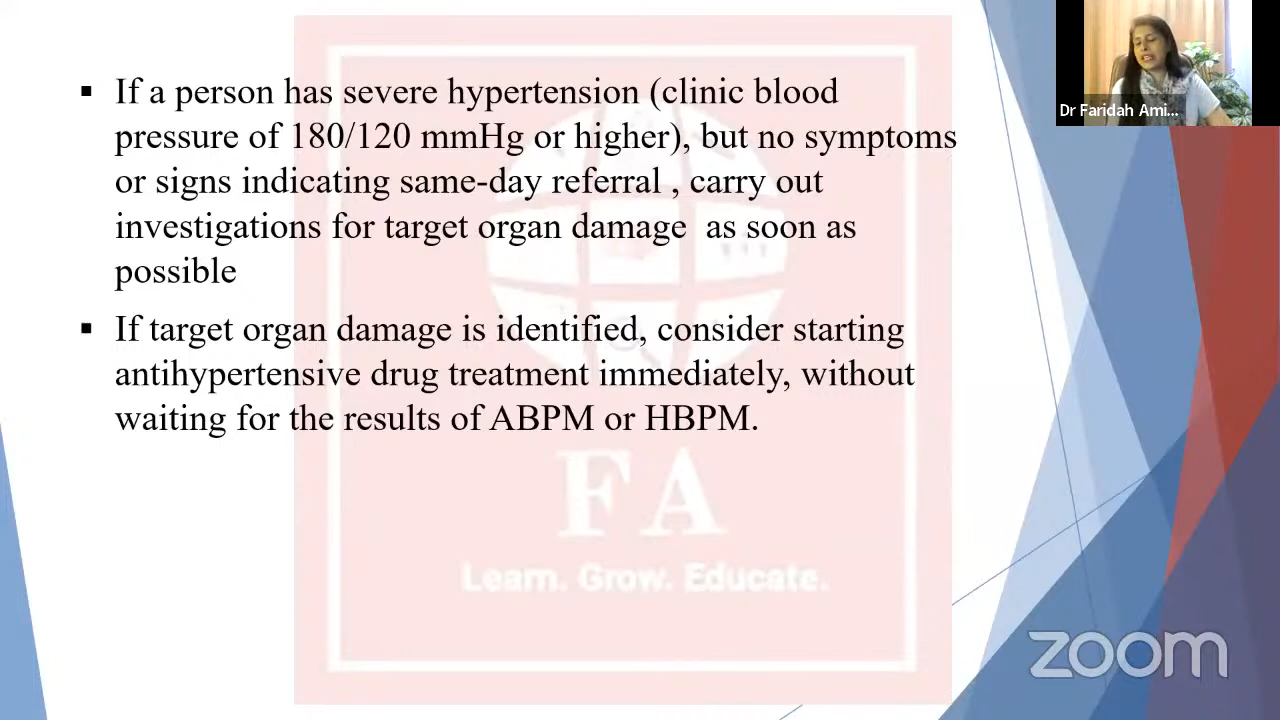 ▪ If a person has severe hypertension (clinic blood
pressure of 180/120 mmHg or higher), but no symptoms
or signs indicating same-day referral , carry out
investigations for target organ damage  as soon as
possible
▪ If target organ damage is identified, consider starting
antihypertensive drug treatment immediately, without
waiting for the results of ABPM or HBPM.
FA
Learn. Grow. Educate.
Dr Faridah Ami...
zoom